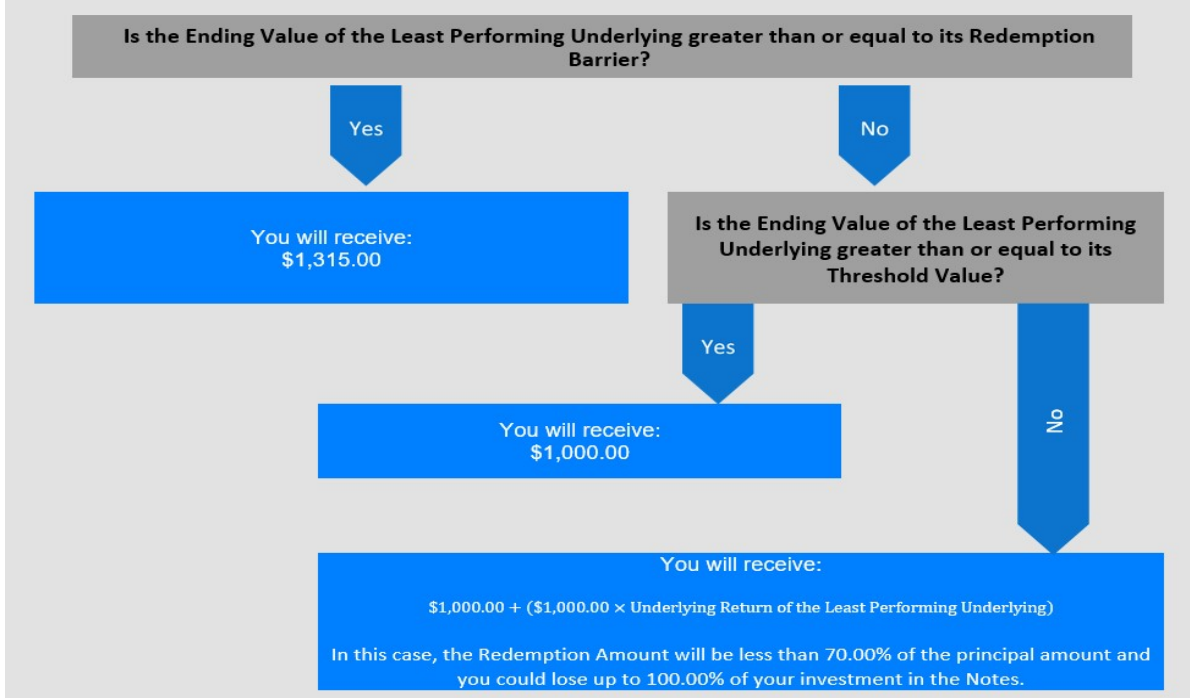 Is the Ending Value of the Least Performing Underlying greater than or equal to its Redemption
Barrier?
Yes
No
You will receive:
$1,315.00
Is the Ending Value of the Least Performing
Underlying greater than or equal to its
Threshold Value?
Yes
No
You will receive:
$1,000.00
You will receive:
$1,000.00 + ($1,000.00 × Underlying Return of the Least Performing Underlying)
In this case, the Redemption Amount will be less than 70.00% of the principal amount and
you could lose up to 100.00% of your investment in the Notes.